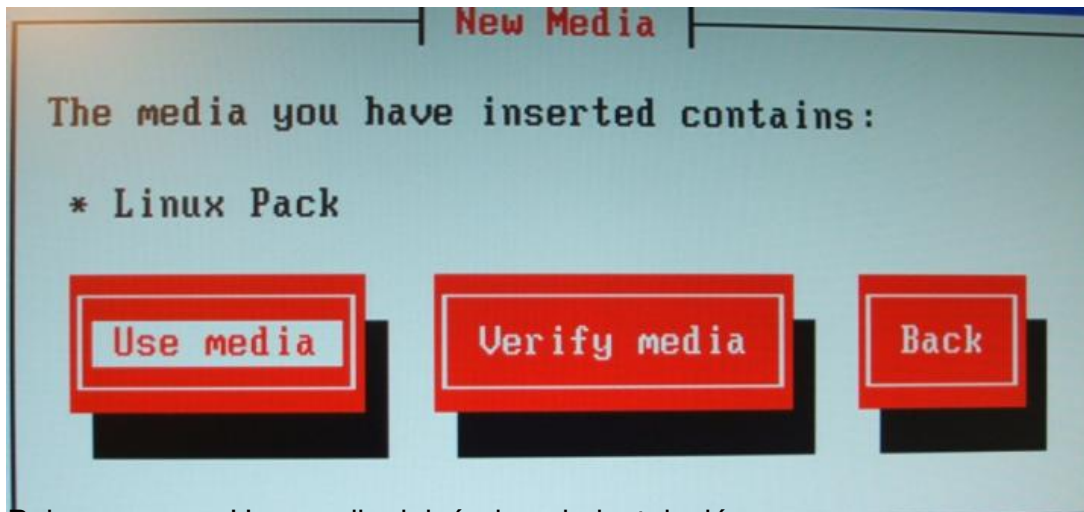 New Media
The media you have inserted contains:
* Linux Pack
Use media
Verify media
Back